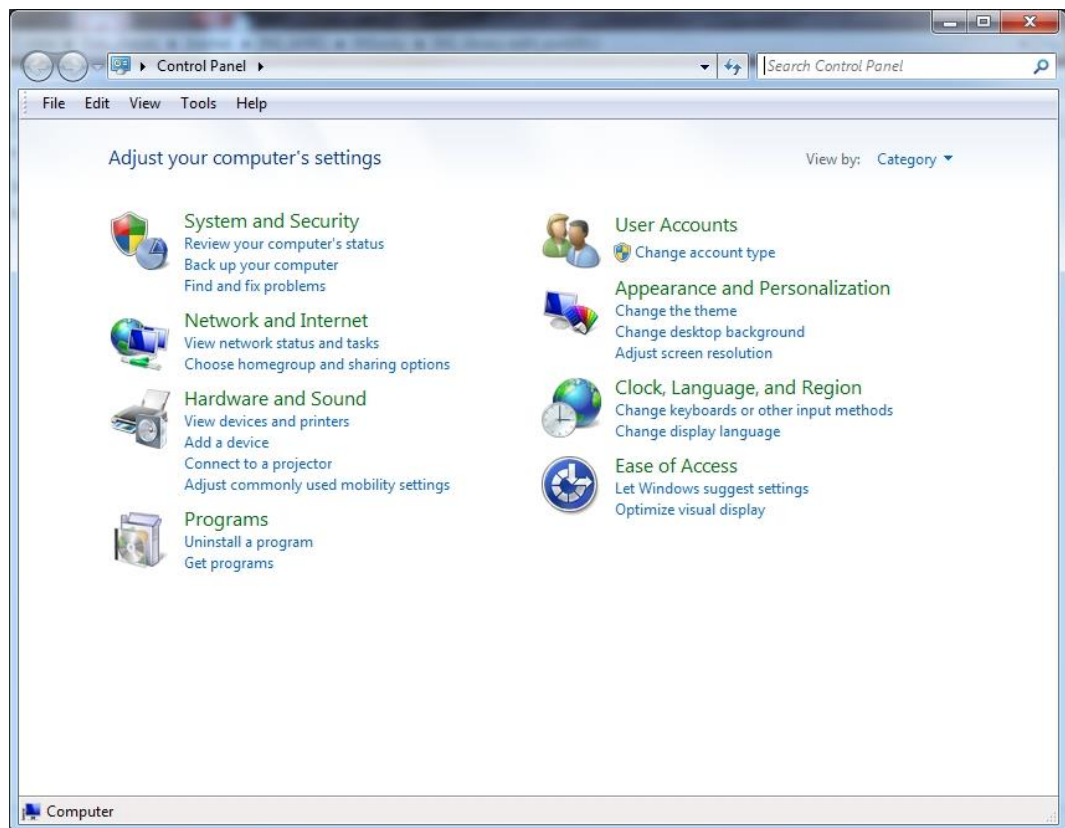 Control Panel
Search Control Panel
File Edit View Tools Help
Adjust your computer's settings
View by: Category
System and Security
Review your computer's status
Back up your computer
Find and fix problems
Network and Internet
View network status and tasks
Choose homegroup and sharing options
Hardware and Sound
View devices and printers
Add a device
Connect to a projector
Adjust commonly used mobility settings
Programs
Uninstall a program
Get programs
User Accounts
Change account type
Appearance and Personalization
Change the theme
Change desktop background
Adjust screen resolution
Clock, Language, and Region
Change keyboards or other input methods
Change display language
Ease of Access
Let Windows suggest settings
Optimize visual display
Computer